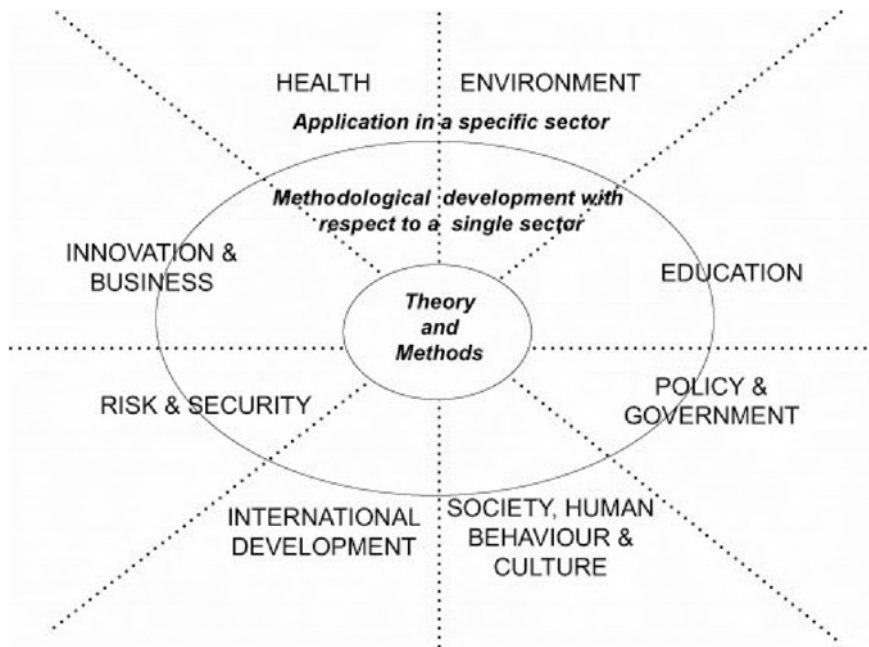 HEALTH
ENVIRONMENT
Application in a specific sector
Methodological development with
respect to a single sector
INNOVATION &
BUSINESS
EDUCATION
Theory
and
Methods
RISK & SECURITY
POLICY &
GOVERNMENT
INTERNATIONAL
DEVELOPMENT
SOCIETY, HUMAN
BEHAVIOUR &
CULTURE